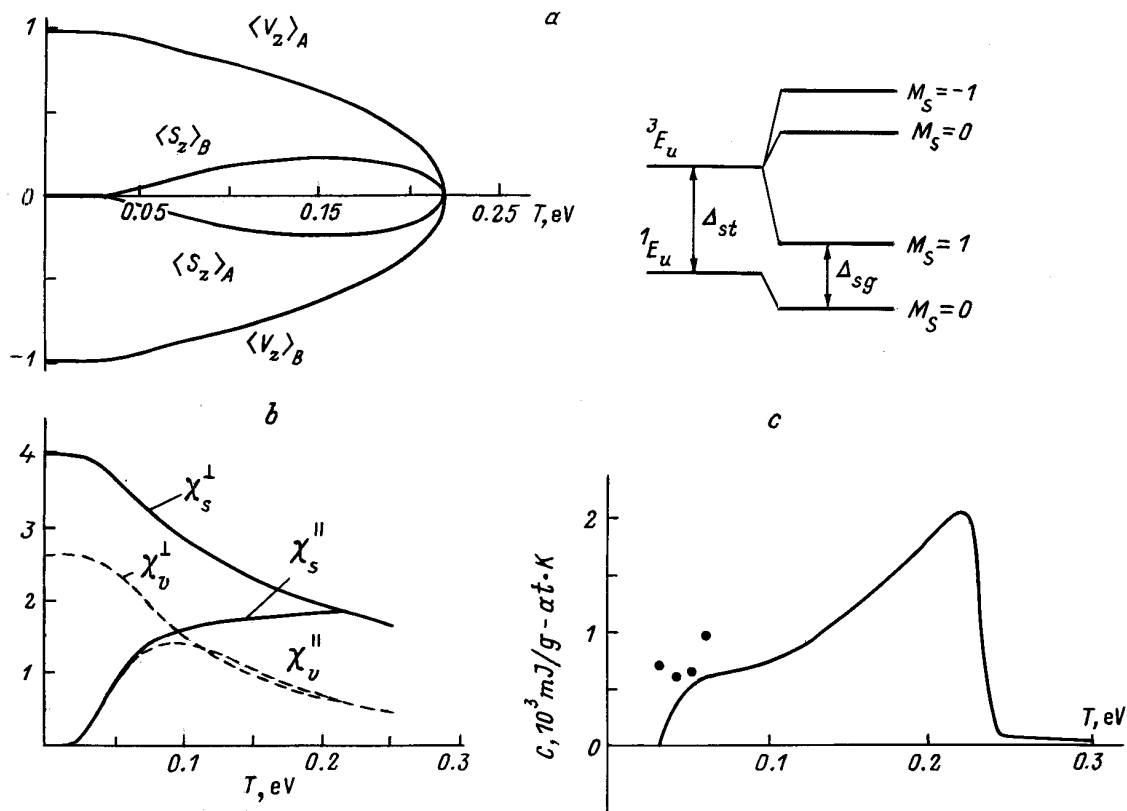 a
1
0
-1
⟨V_z⟩_A
⟨S_z⟩_B
⟨S_z⟩_A
⟨V_z⟩_B
0.05
0.15
0.25
T, eV
³E_u
¹E_u
Δ_st
Δ_sg
M_s = -1
M_s = 0
M_s = 1
M_s = 0
b
4
3
2
1
χ_s^⊥
χ_s^||
χ_v^⊥
χ_v^||
0.1
0.2
0.3
T, eV
c
C, 10³ mJ/g-at·K
2
1
0
0.1
0.2
0.3
T, eV